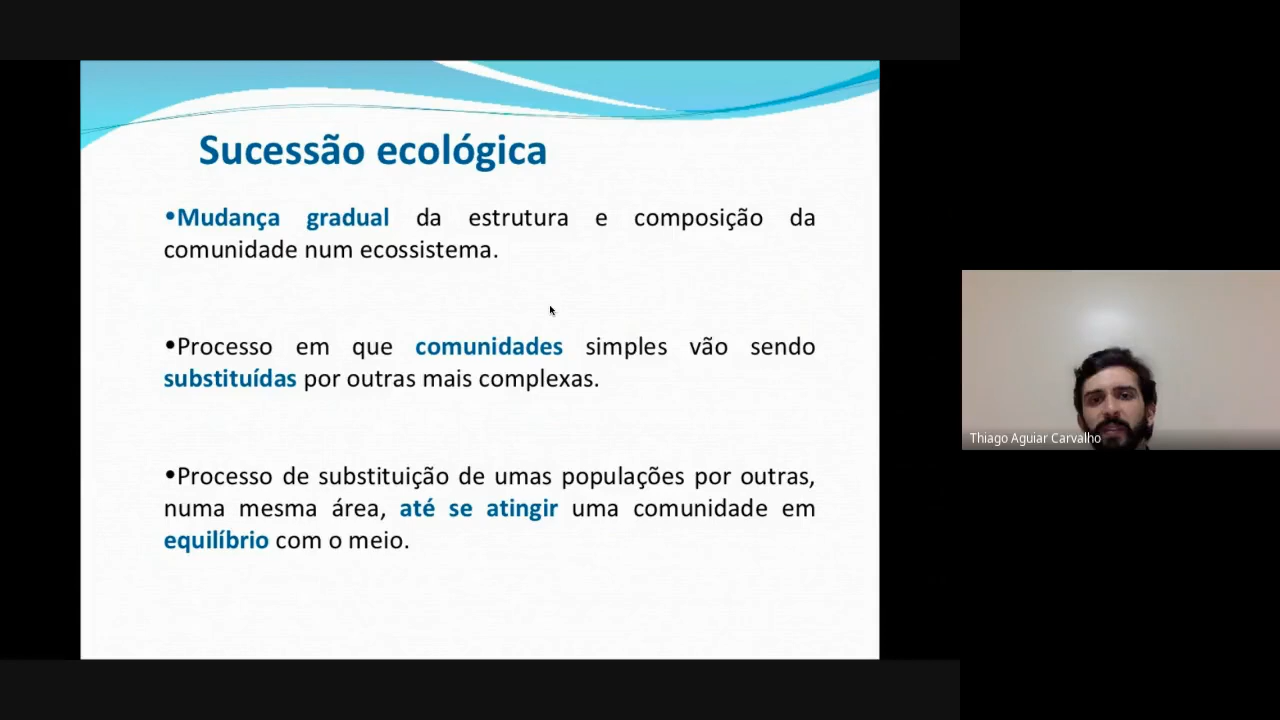 Sucessão ecológica
•Mudança gradual da estrutura e composição da
comunidade num ecossistema.
•Processo em que comunidades simples vão sendo
substituídas por outras mais complexas.
•Processo de substituição de umas populações por outras,
numa mesma área, até se atingir uma comunidade em
equilíbrio com o meio.
Thiago Aguiar Carvalho